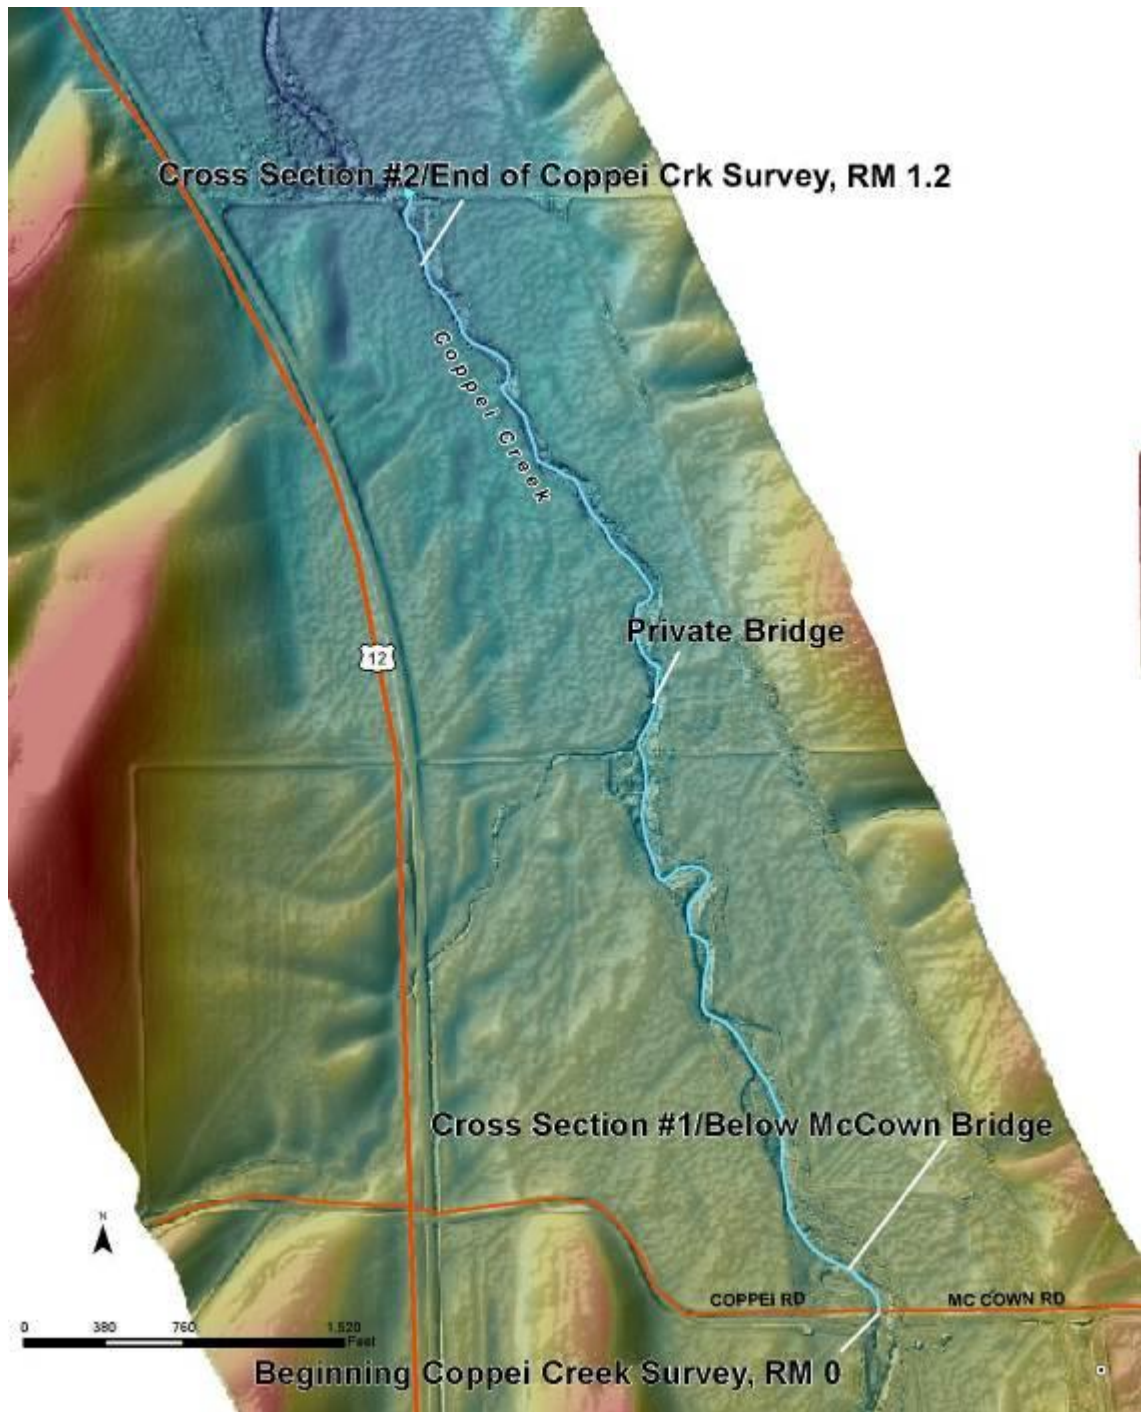 Cross Section #2/End of Coppei Crk Survey, RM 1.2
Coppei Creek
Private Bridge
12
Cross Section #1/Below McCown Bridge
N
COPPEI RD
MC COWN RD
0 380 760 1,520
Feet
Beginning Coppei Creek Survey, RM 0